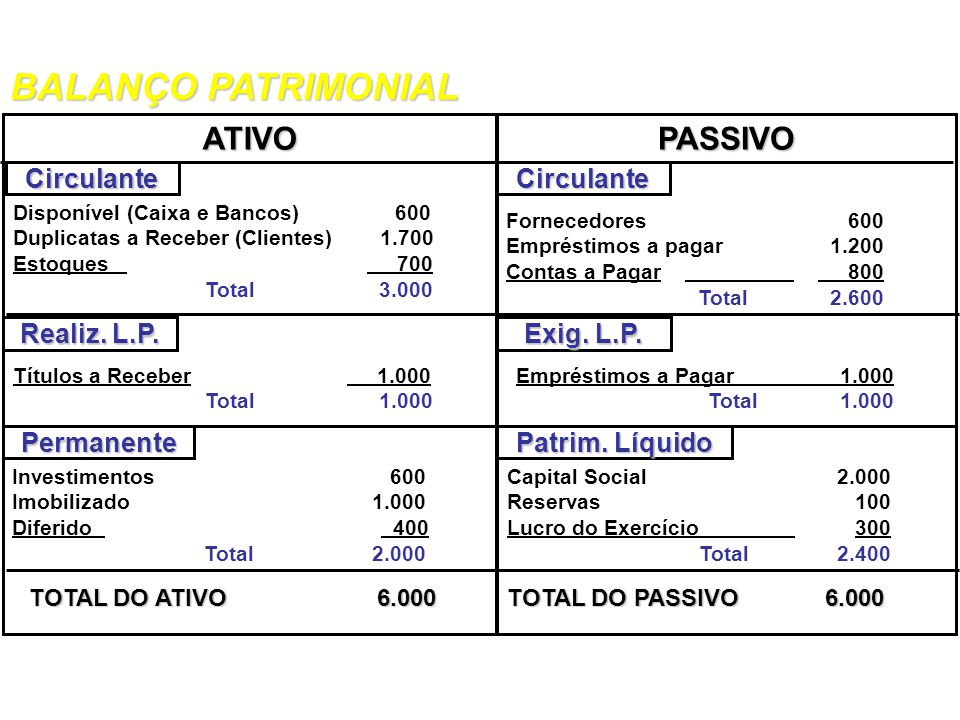 BALANÇO PATRIMONIAL
ATIVO
Circulante
Disponível (Caixa e Bancos) 600
Duplicatas a Receber (Clientes) 1.700
Estoques 700
Total 3.000
Realiz. L.P.
Títulos a Receber 1.000
Total 1.000
Permanente
Investimentos 600
Imobilizado 1.000
Diferido 400
Total 2.000
TOTAL DO ATIVO 6.000
PASSIVO
Circulante
Fornecedores 600
Empréstimos a pagar 1.200
Contas a Pagar 800
Total 2.600
Exig. L.P.
Empréstimos a Pagar 1.000
Total 1.000
Patrim. Líquido
Capital Social 2.000
Reservas 100
Lucro do Exercício 300
Total 2.400
TOTAL DO PASSIVO 6.000